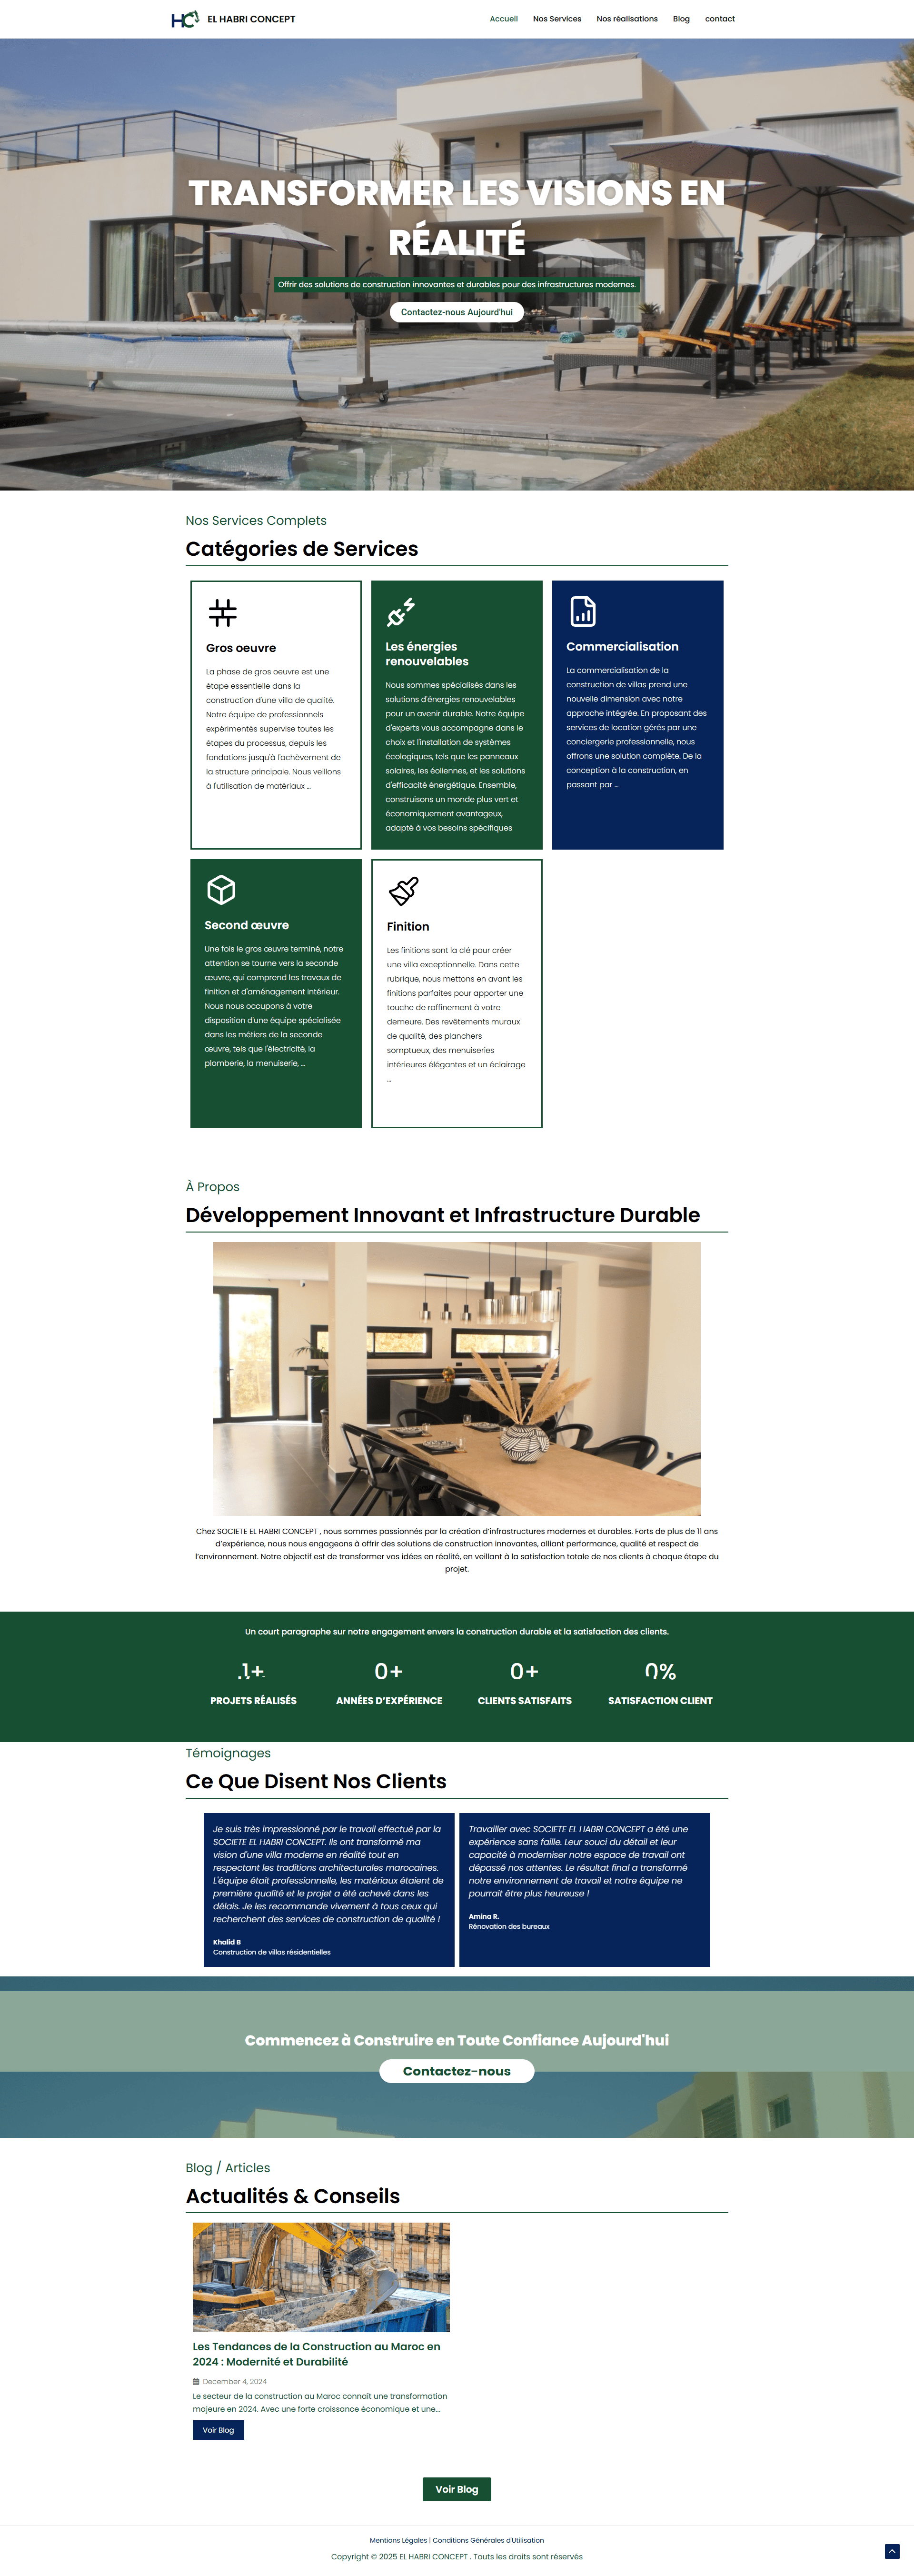 EL HABRI CONCEPT
Accueil
Nos Services
Nos réalisations
Blog
contact
TRANSFORMER LES VISIONS EN
RÉALITÉ
Offrir des solutions de construction innovantes et durables pour des infrastructures modernes.
Contactez-nous Aujourd'hui
Nos Services Complets
Catégories de Services
Gros oeuvre
La phase de gros oeuvre est une
étape essentielle dans la
construction d'une villa de qualité.
Notre équipe de professionnels
expérimentés supervise toutes les
étapes du processus, depuis les
fondations jusqu'à l'achèvement de
la structure principale. Nous veillons
à l'utilisation de matériaux ...
Les énergies
renouvelables
Nous sommes spécialisés dans les
solutions d'énergies renouvelables
pour un avenir durable. Notre équipe
d'experts vous accompagne dans le
choix et l'installation de systèmes
écologiques, tels que les panneaux
solaires, les éoliennes, et les solutions
d'efficacité énergétique. Ensemble,
construisons un monde plus vert et
économiquement avantageux,
adapté à vos besoins spécifiques
Commercialisation
La commercialisation de la
construction de villas prend une
nouvelle dimension avec notre
approche intégrée. En proposant des
services de location gérés par une
conciergerie professionnelle, nous
offrons une solution complète. De la
conception à la construction, en
passant par ...
Second œuvre
Une fois le gros œuvre terminé, notre
attention se tourne vers la seconde
œuvre, qui comprend les travaux de
finition et d'aménagement intérieur.
Nous nous occupons à votre
disposition d'une équipe spécialisée
dans les métiers de la seconde
œuvre, tels que l'électricité, la
plomberie, la menuiserie, ...
Finition
Les finitions sont la clé pour créer
une villa exceptionnelle. Dans cette
rubrique, nous mettons en avant les
finitions parfaites pour apporter une
touche de raffinement à votre
demeure. Des revêtements muraux
de qualité, des planchers
somptueux, des menuiseries
intérieures élégantes et un éclairage
...
À Propos
Développement Innovant et Infrastructure Durable
Chez SOCIETE EL HABRI CONCEPT , nous sommes passionnés par la création d'infrastructures modernes et durables. Forts de plus de 11 ans
d'expérience, nous nous engageons à offrir des solutions de construction innovantes, alliant performance, qualité et respect de
l'environnement. Notre objectif est de transformer vos idées en réalité, en veillant à la satisfaction totale de nos clients à chaque étape du
projet.
Un court paragraphe sur notre engagement envers la construction durable et la satisfaction des clients.
0+
0+
0%
PROJETS RÉALISÉS
ANNÉES D'EXPÉRIENCE
CLIENTS SATISFAITS
SATISFACTION CLIENT
Témoignages
Ce Que Disent Nos Clients
Je suis très impressionné par le travail effectué par la
SOCIETE EL HABRI CONCEPT. Ils ont transformé ma
vision d'une villa moderne en réalité tout en
respectant les traditions architecturales marocaines.
L'équipe était professionnelle, les matériaux étaient de
première qualité et le projet a été achevé dans les
délais. Je les recommande vivement à tous ceux qui
recherchent des services de construction de qualité !
Khalid B
Construction de villas résidentielles
Travailler avec SOCIETE EL HABRI CONCEPT a été une
expérience sans faille. Leur souci du détail et leur
capacité à moderniser notre espace de travail ont
dépassé nos attentes. Le résultat final a transformé
notre environnement de travail et notre équipe ne
pourrait être plus heureuse !
Amina R.
Rénovation des bureaux
Commencez à Construire en Toute Confiance Aujourd'hui
Contactez-nous
Blog / Articles
Actualités & Conseils
Les Tendances de la Construction au Maroc en
2024 : Modernité et Durabilité
December 4, 2024
Le secteur de la construction au Maroc connaît une transformation
majeure en 2024. Avec une forte croissance économique et une...
Voir Blog
Voir Blog
Mentions Légales | Conditions Générales d'Utilisation
Copyright © 2025 EL HABRI CONCEPT . Touts les droits sont réservés